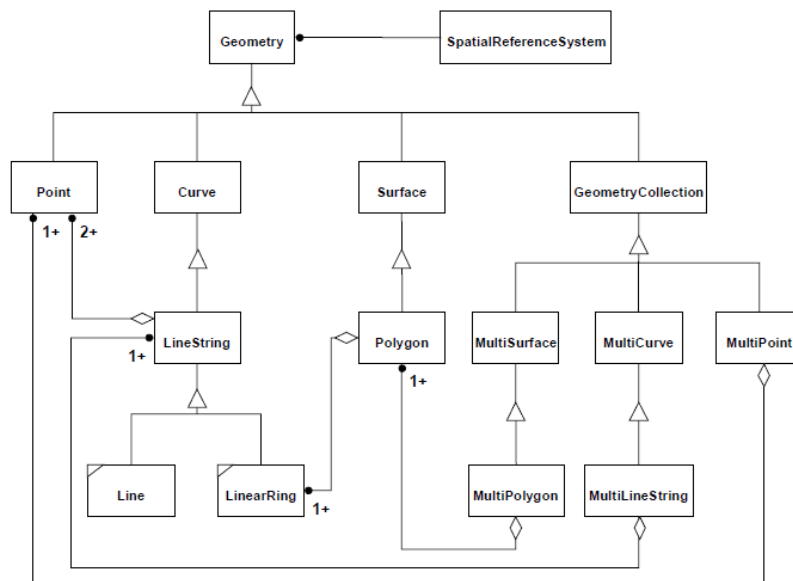 Geometry
SpatialReferenceSystem
Point
Curve
Surface
GeometryCollection
1+
2+
LineString
Polygon
MultiSurface
MultiCurve
MultiPoint
1+
1+
Line
LinearRing
MultiPolygon
MultiLineString
1+